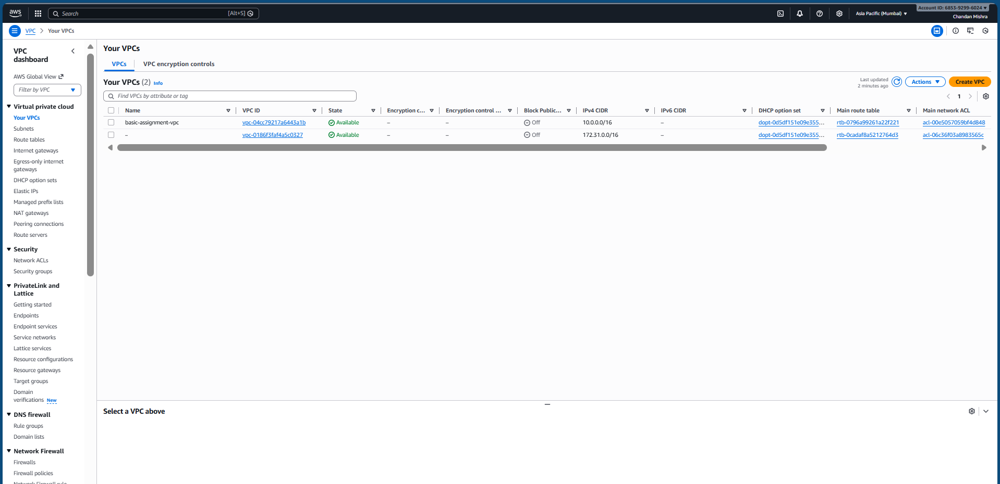 aws
Search [Alt+S]
Asia Pacific (Mumbai)
Account ID: 6853-9299-6024
Chandan Mishra
VPC > Your VPCs
VPC dashboard
AWS Global View
Filter by VPC
Virtual private cloud
Your VPCs
Subnets
Route tables
Internet gateways
Egress-only internet
gateways
DHCP option sets
Elastic IPs
Managed prefix lists
NAT gateways
Peering connections
Route servers
Security
Network ACLs
Security groups
PrivateLink and
Lattice
Getting started
Endpoints
Endpoint services
Service networks
Lattice services
Resource configurations
Resource gateways
Target groups
Domain
verifications New
DNS firewall
Rule groups
Domain lists
Network Firewall
Firewalls
Firewall policies
Network Firewall rule
Your VPCs
VPCs VPC encryption controls
Your VPCs (2) Info
Last updated
2 minutes ago
Actions
Create VPC
Find VPCs by attribute or tag
1
Name VPC ID State Encryption c... Encryption control ... Block Public... IPv4 CIDR IPv6 CIDR DHCP option set Main route table Main network ACL
basic-assignment-vpc vpc-04cc79217a6443a1b Available – – Off 10.0.0.0/16 – dopt-0d5df151e09e355... rtb-0796a99261a22f221 acl-00e5057059bf4d848
– vpc-0186f3faf4a5c0327 Available – – Off 172.31.0.0/16 – dopt-0d5df151e09e355... rtb-0cadaf8a5212764d3 acl-06c36f03a8983565c
Select a VPC above